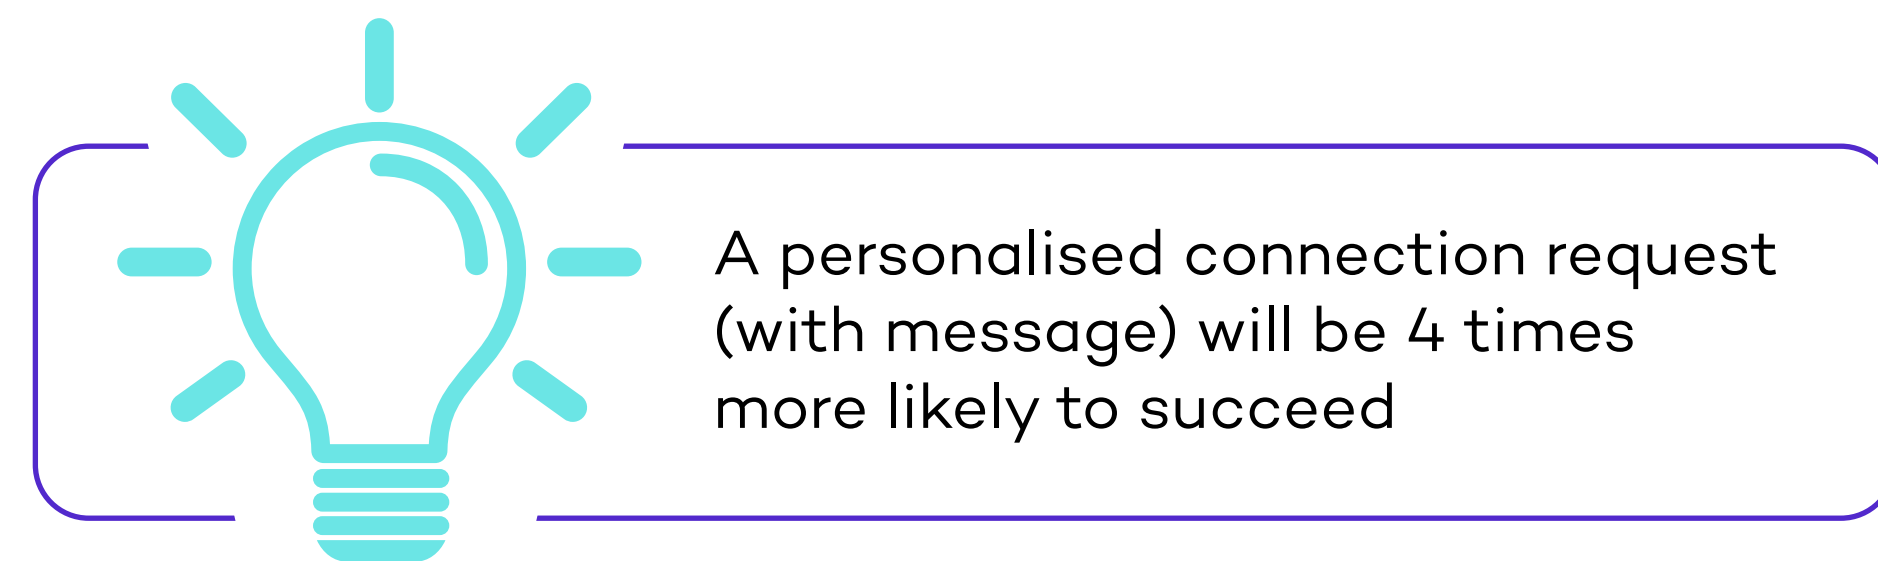 A personalised connection request
(with message) will be 4 times
more likely to succeed